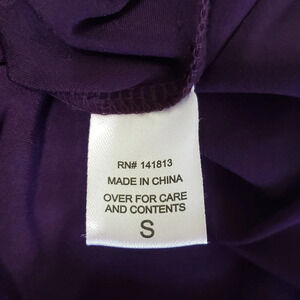 RN# 141813
MADE IN CHINA
OVER FOR CARE
AND CONTENTS
S